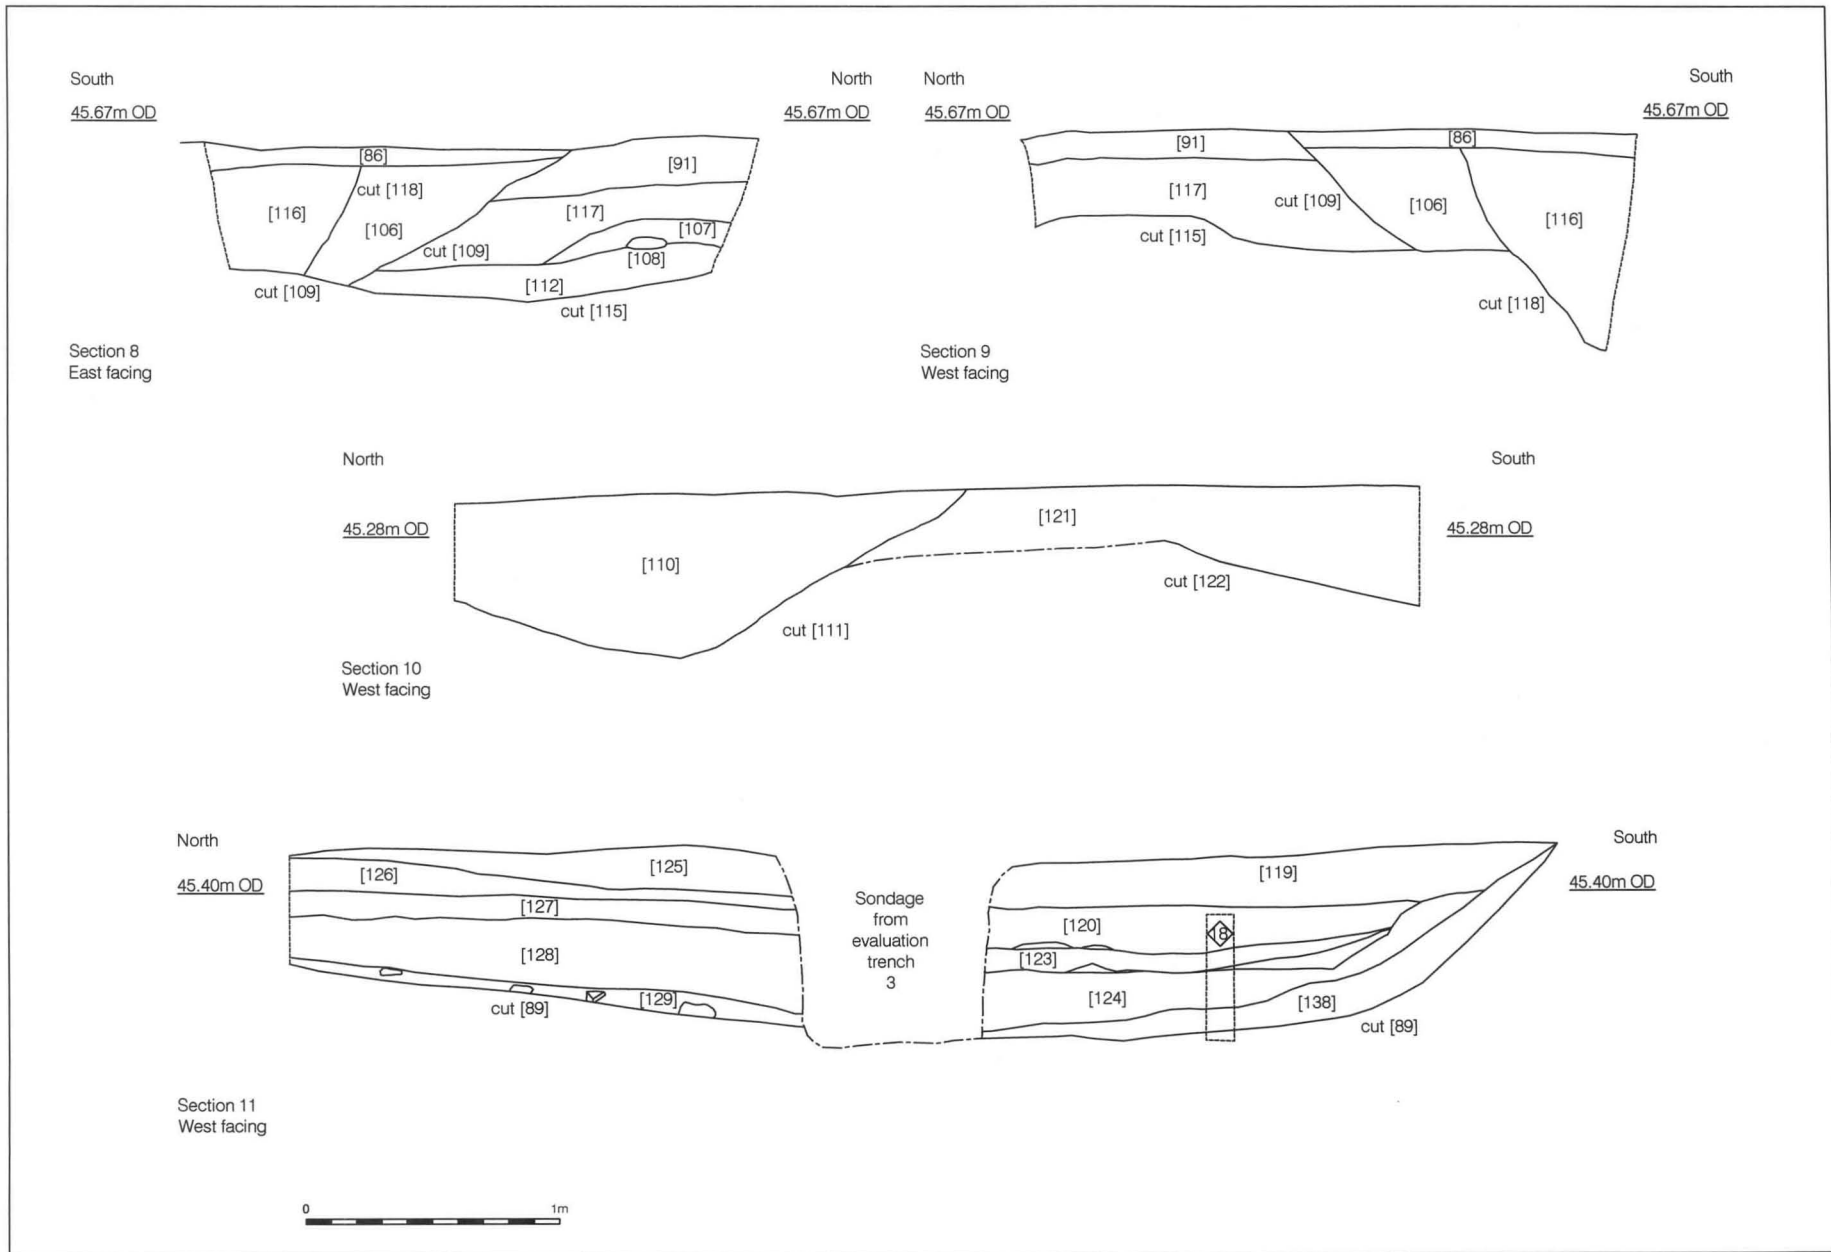 South
North
45.67m OD
45.67m OD
[86]
[91]
cut [118]
[116]
[117]
[106]
[107]
cut [109]
[108]
[112]
cut [109]
cut [115]
Section 8
East facing
North
South
45.67m OD
45.67m OD
[91]
[86]
[117]
cut [109]
[106]
[116]
cut [115]
cut [118]
Section 9
West facing
North
South
45.28m OD
45.28m OD
[121]
[110]
cut [122]
cut [111]
Section 10
West facing
North
South
45.40m OD
45.40m OD
[125]
[126]
[127]
[128]
[129]
cut [89]
Sondage
from
evaluation
trench
3
[119]
[120]
18
[123]
[124]
[138]
cut [89]
Section 11
West facing
0
1m